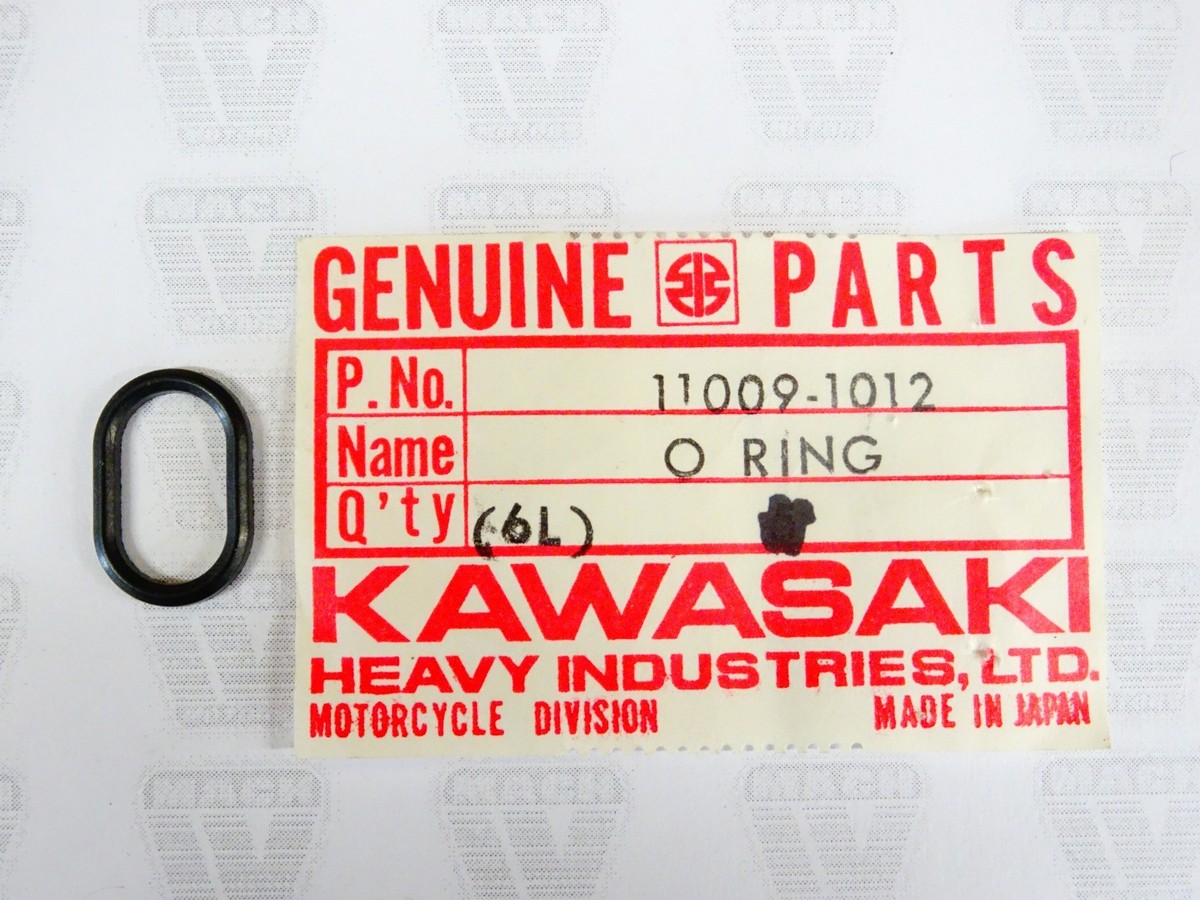 GENUINE PARTS
P. No. 11009-1012
Name O RING
Q'ty (6L)
KAWASAKI
HEAVY INDUSTRIES, LTD.
MOTORCYCLE DIVISION MADE IN JAPAN